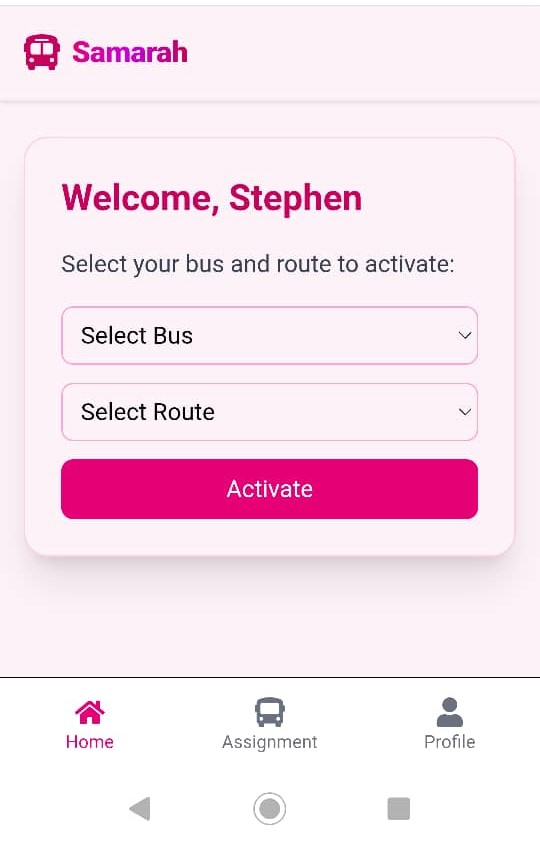 Samarah
Welcome, Stephen
Select your bus and route to activate:
Select Bus
Select Route
Activate
Home
Assignment
Profile